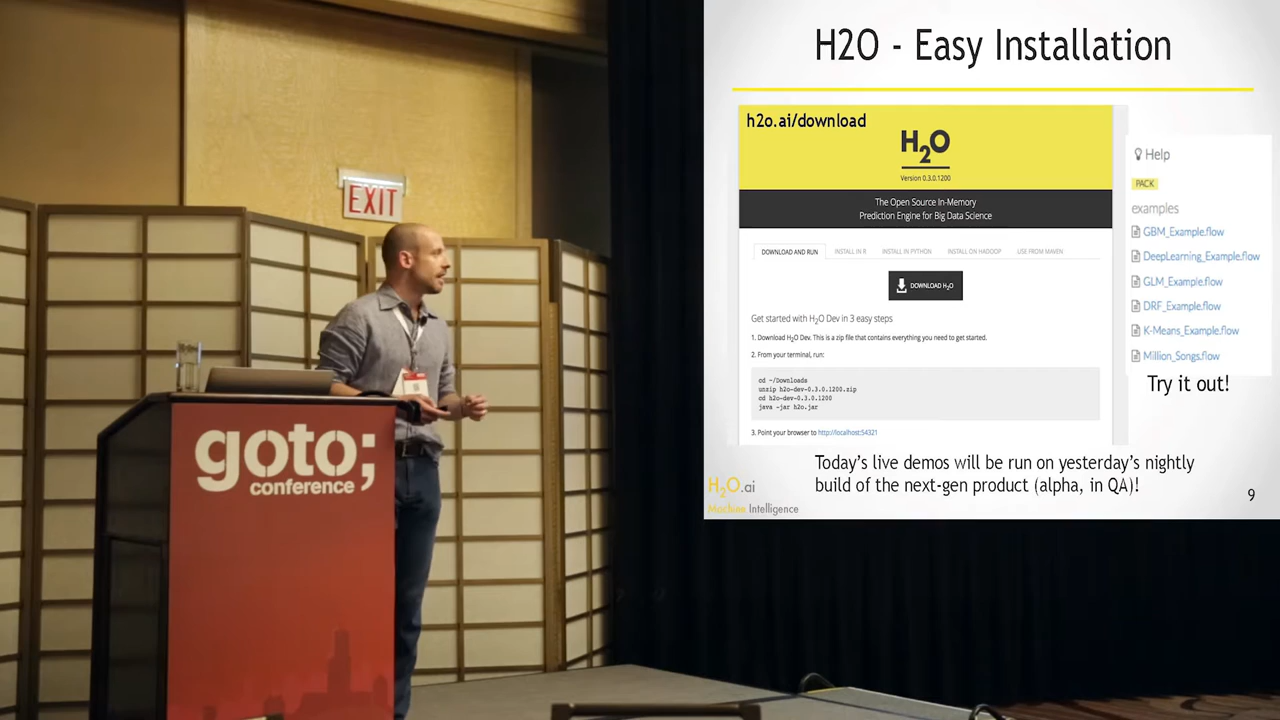 H2O - Easy Installation
h2o.ai/download
H2O
Version 0.3.0.1200
The Open Source In-Memory
Prediction Engine for Big Data Science
DOWNLOAD AND RUN INSTALL IN R INSTALL IN PYTHON INSTALL ON HADOOP USE FROM MAVEN
DOWNLOAD H2O
Get started with H2O Dev in 3 easy steps
1. Download H2O Dev. This is a zip file that contains everything you need to get started.
2. From your terminal, run:
cd ~/Downloads
unzip h2o-dev-0.3.0.1200.zip
cd h2o-dev-0.3.0.1200
java -jar h2o.jar
3. Point your browser to http://localhost:54321
Help
PACK
examples
GBM_Example.flow
DeepLearning_Example.flow
GLM_Example.flow
DRF_Example.flow
K-Means_Example.flow
Million_Songs.flow
Try it out!
Today's live demos will be run on yesterday's nightly
build of the next-gen product (alpha, in QA)!
H2O.ai
Machine Intelligence
9
EXIT
goto;
conference